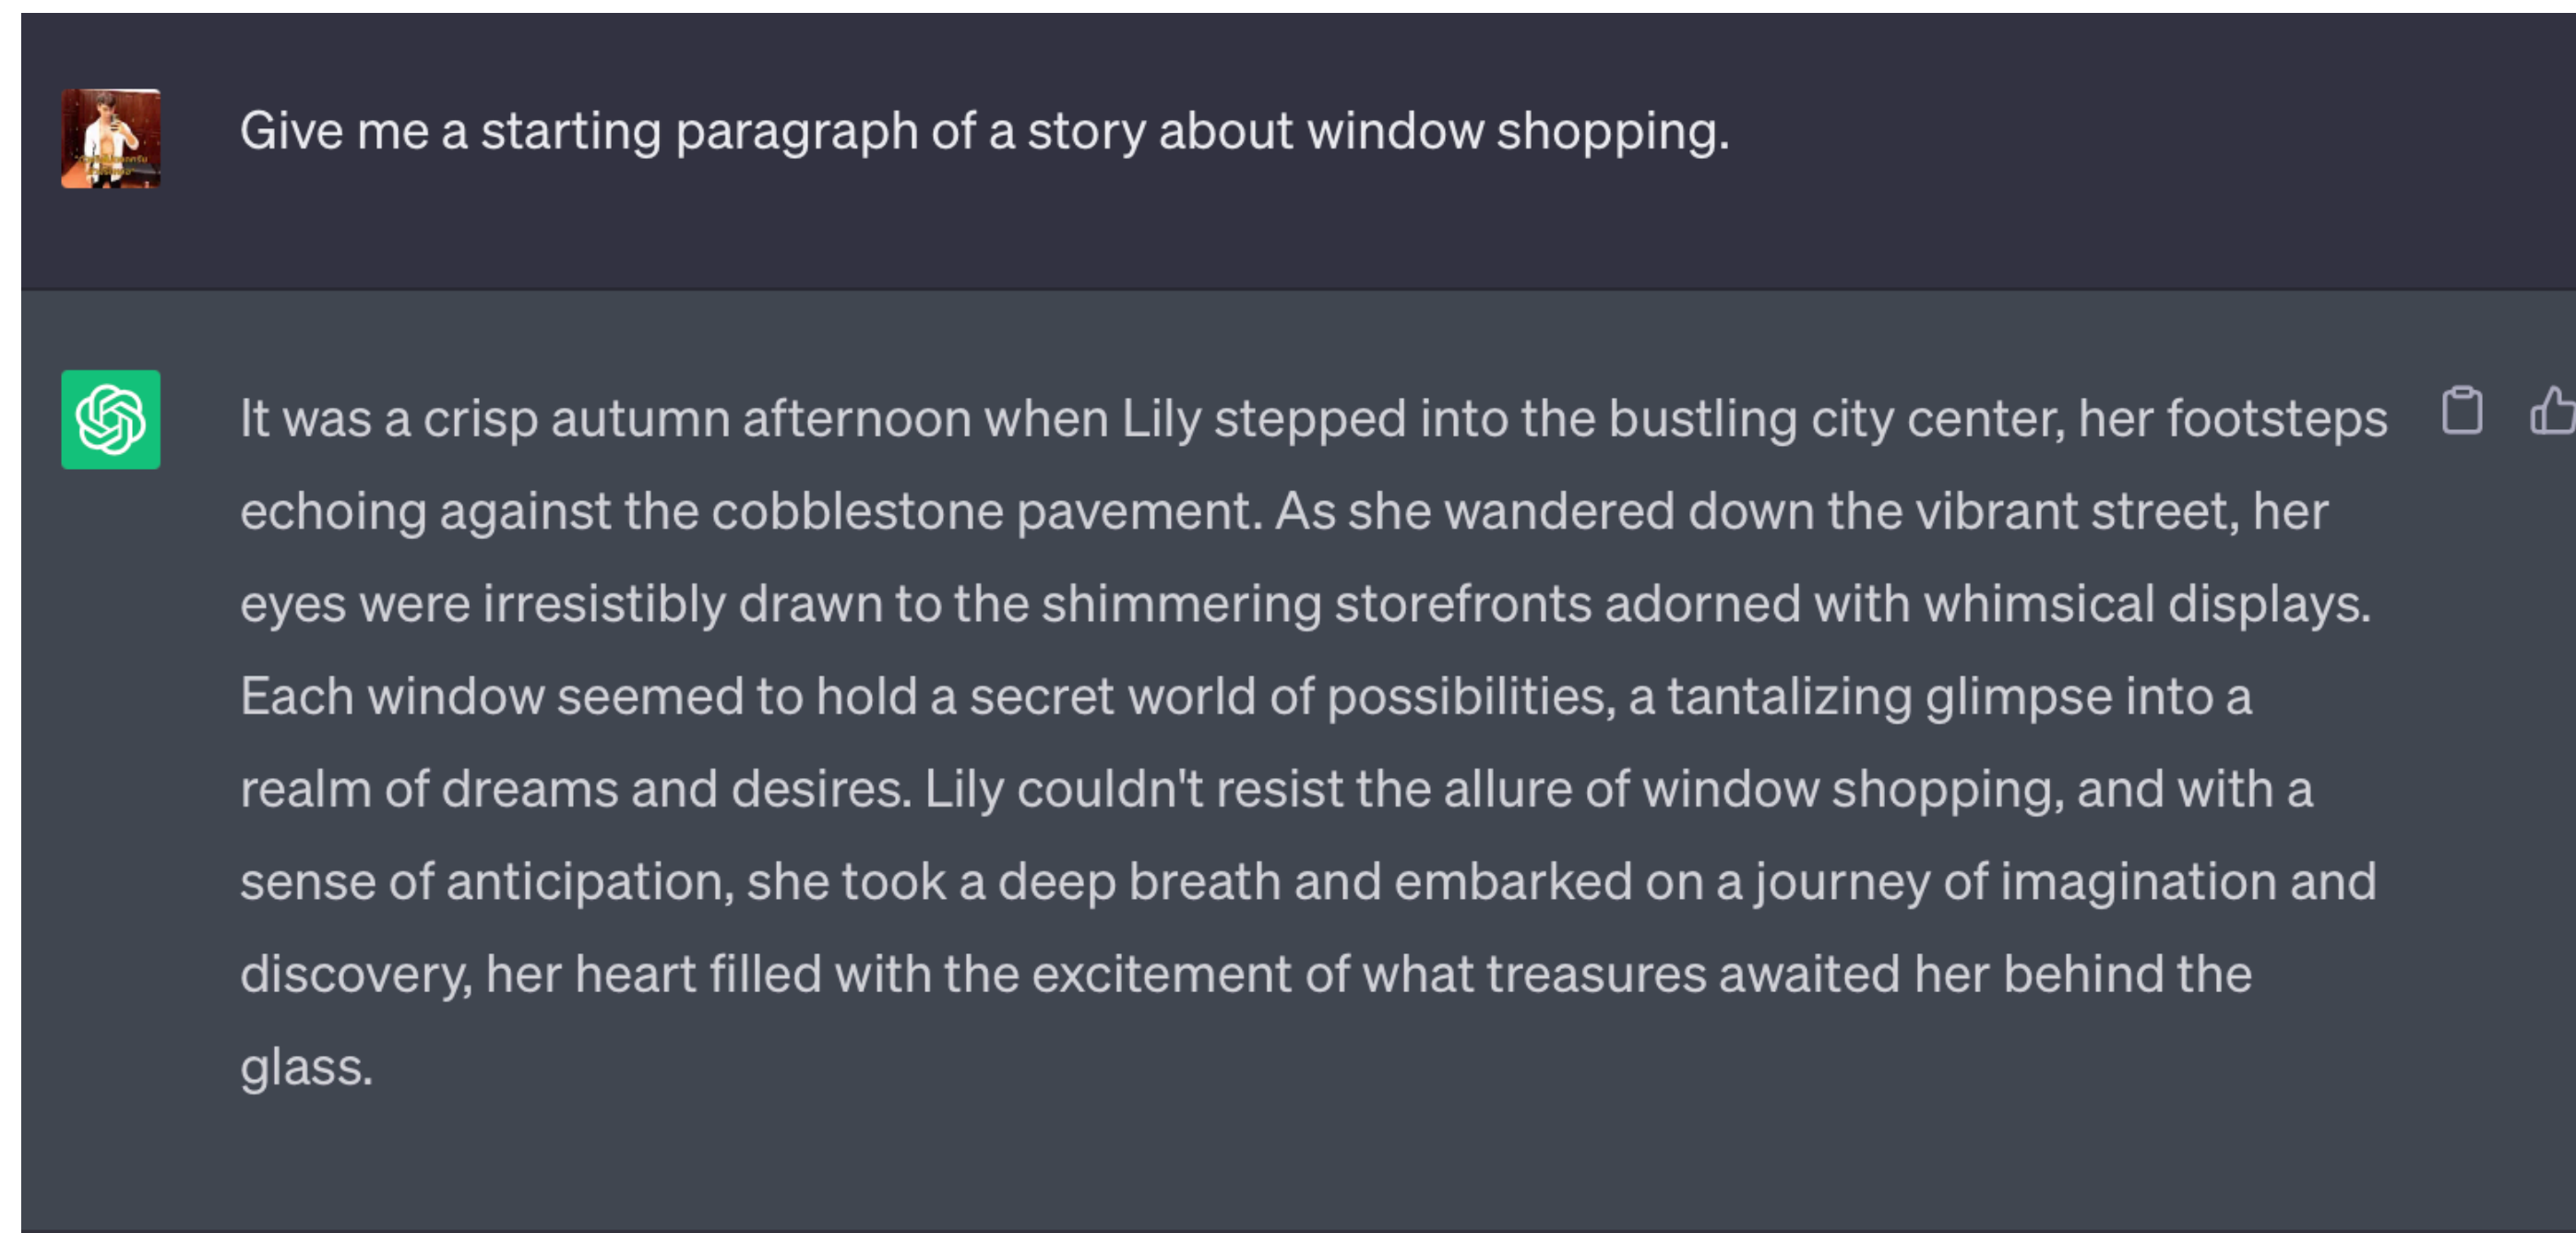 Give me a starting paragraph of a story about window shopping.
It was a crisp autumn afternoon when Lily stepped into the bustling city center, her footsteps
echoing against the cobblestone pavement. As she wandered down the vibrant street, her
eyes were irresistibly drawn to the shimmering storefronts adorned with whimsical displays.
Each window seemed to hold a secret world of possibilities, a tantalizing glimpse into a
realm of dreams and desires. Lily couldn't resist the allure of window shopping, and with a
sense of anticipation, she took a deep breath and embarked on a journey of imagination and
discovery, her heart filled with the excitement of what treasures awaited her behind the
glass.